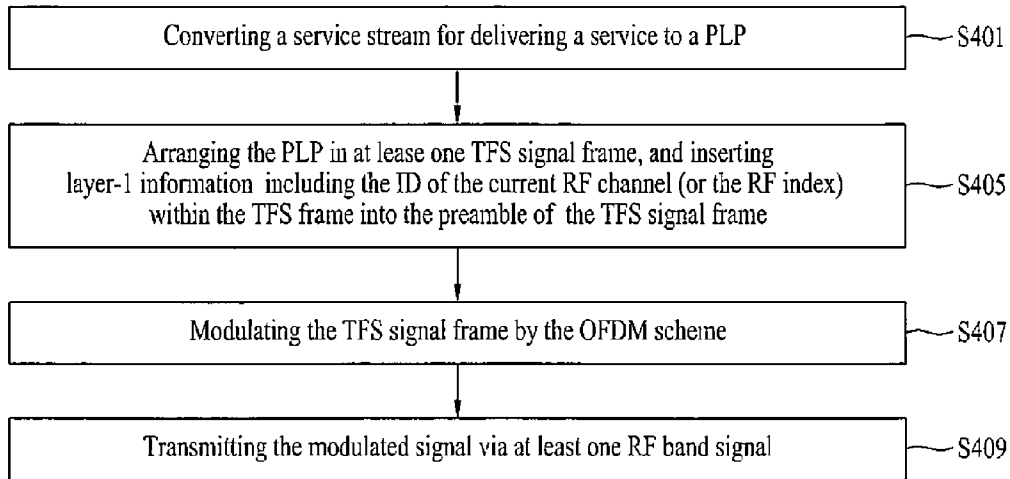 Converting a service stream for delivering a service to a PLP
S401
Arranging the PLP in at lease one TFS signal frame, and inserting
layer-1 information including the ID of the current RF channel (or the RF index)
within the TFS frame into the preamble of the TFS signal frame
S405
Modulating the TFS signal frame by the OFDM scheme
S407
Transmitting the modulated signal via at least one RF band signal
S409